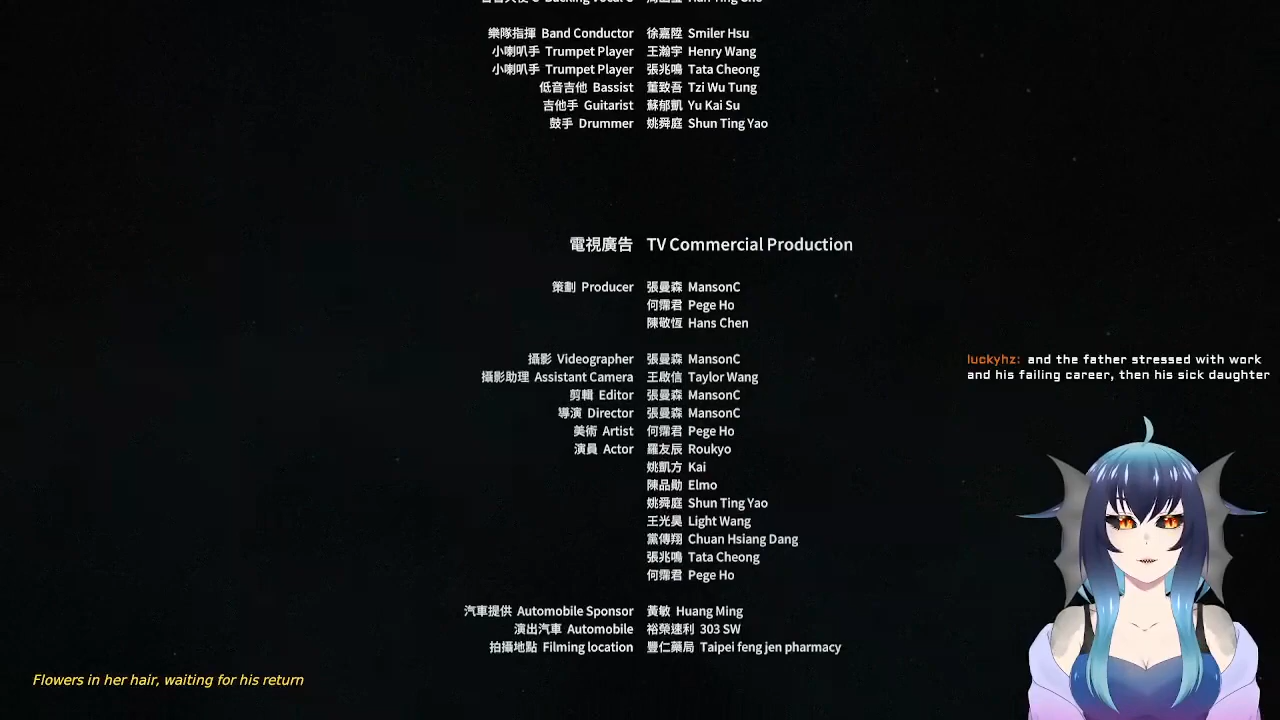 樂隊指揮 Band Conductor 徐嘉陞 Smiler Hsu
小喇叭手 Trumpet Player 王瀚宇 Henry Wang
小喇叭手 Trumpet Player 張兆鳴 Tata Cheong
低音吉他 Bassist 董致吾 Tzi Wu Tung
吉他手 Guitarist 蘇郁凱 Yu Kai Su
鼓手 Drummer 姚舜庭 Shun Ting Yao
電視廣告 TV Commercial Production
策劃 Producer 張曼森 MansonC
何霈君 Pege Ho
陳敬恆 Hans Chen
攝影 Videographer 張曼森 MansonC
攝影助理 Assistant Camera 王啟信 Taylor Wang
剪輯 Editor 張曼森 MansonC
導演 Director 張曼森 MansonC
美術 Artist 何霈君 Pege Ho
演員 Actor 羅友辰 Roukyo
姚凱方 Kai
陳品勛 Elmo
姚舜庭 Shun Ting Yao
王光昊 Light Wang
黨傳翔 Chuan Hsiang Dang
張兆鳴 Tata Cheong
何霈君 Pege Ho
汽車提供 Automobile Sponsor 黃敏 Huang Ming
演出汽車 Automobile 裕榮速利 303 SW
拍攝地點 Filming location 豐仁藥局 Taipei feng jen pharmacy
luckyhz: and the father stressed with work
and his failing career, then his sick daughter
Flowers in her hair, waiting for his return